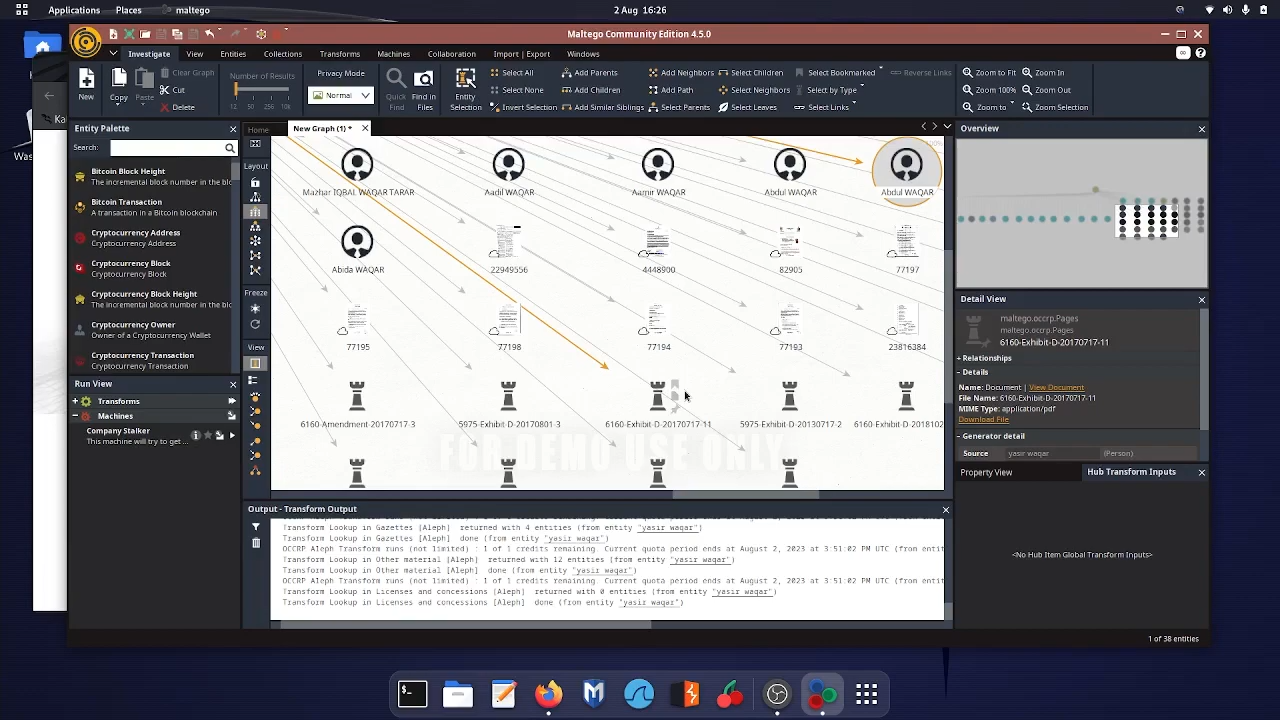 Applications Places maltego
2 Aug 16:26
Maltego Community Edition 4.5.0
Investigate View Entities Collections Transforms Machines Collaboration Import | Export Windows
New Copy Paste Clear Graph Cut Delete
Number of Results 12 50 256 10k
Privacy Mode Normal
Quick Find Find in Files Entity Selection
Select All Add Parents Add Neighbors Select Children Select Bookmarked Reverse Links Zoom to Fit Zoom In
Select None Add Children Add Path Select Neighbors Select by Type Zoom 100% Zoom Out
Invert Selection Add Similar Siblings Select Parents Select Leaves Select Links Zoom to Zoom Selection
Entity Palette
Search:
Bitcoin Block Height
The incremental block number in the blc
Bitcoin Transaction
A transaction in a Bitcoin blockchain
Cryptocurrency Address
Cryptocurrency Address
Cryptocurrency Block
Cryptocurrency Block
Cryptocurrency Block Height
The incremental block number in the blc
Cryptocurrency Owner
Owner of a Cryptocurrency Wallet
Cryptocurrency Transaction
Cryptocurrency Transaction
Run View
Transforms
Machines
Company Stalker
This machine will try to get ...
Home New Graph (1) *
Layout
Freeze
View
100%
Mazhar IQBAL WAQAR TARAR Aadil WAQAR Aamir WAQAR Abdul WAQAR Abdul WAQAR
Abida WAQAR 22949556 4448900 82905 77197
77195 77198 77194 77193 23816384
6160-Amendment-20170717-3 5975-Exhibit D-20170801-3 6160-Exhibit-D-20170717-11 5975-Exhibit D-20130717-2 6160-Exhibit-D-2018102
FOR DEMO USE ONLY
Output - Transform Output
Transform Lookup in Gazettes [Aleph] returned with 4 entities (from entity "yasir waqar")
Transform Lookup in Gazettes [Aleph] done (from entity "yasir waqar")
OCCRP Aleph Transform runs (not limited) : 1 of 1 credits remaining. Current quota period ends at August 2, 2023 at 3:51:02 PM UTC (from entit
Transform Lookup in Other material [Aleph] returned with 12 entities (from entity "yasir waqar")
Transform Lookup in Other material [Aleph] done (from entity "yasir waqar")
OCCRP Aleph Transform runs (not limited) : 1 of 1 credits remaining. Current quota period ends at August 2, 2023 at 3:51:02 PM UTC (from entit
Transform Lookup in Licenses and concessions [Aleph] returned with 0 entities (from entity "yasir waqar")
Transform Lookup in Licenses and concessions [Aleph] done (from entity "yasir waqar")
Overview
Detail View
maltego.occrp.Pages
maltego.occrp.Pages
6160-Exhibit-D-20170717-11
Relationships
Details
Name: Document | View Document
File Name: 6160-Exhibit-D-20170717-11
MIME Type: application/pdf
Download File
Generator detail
Source yasir waqar (Person)
Property View Hub Transform Inputs
<No Hub Item Global Transform Inputs>
1 of 38 entities
Ka
Was